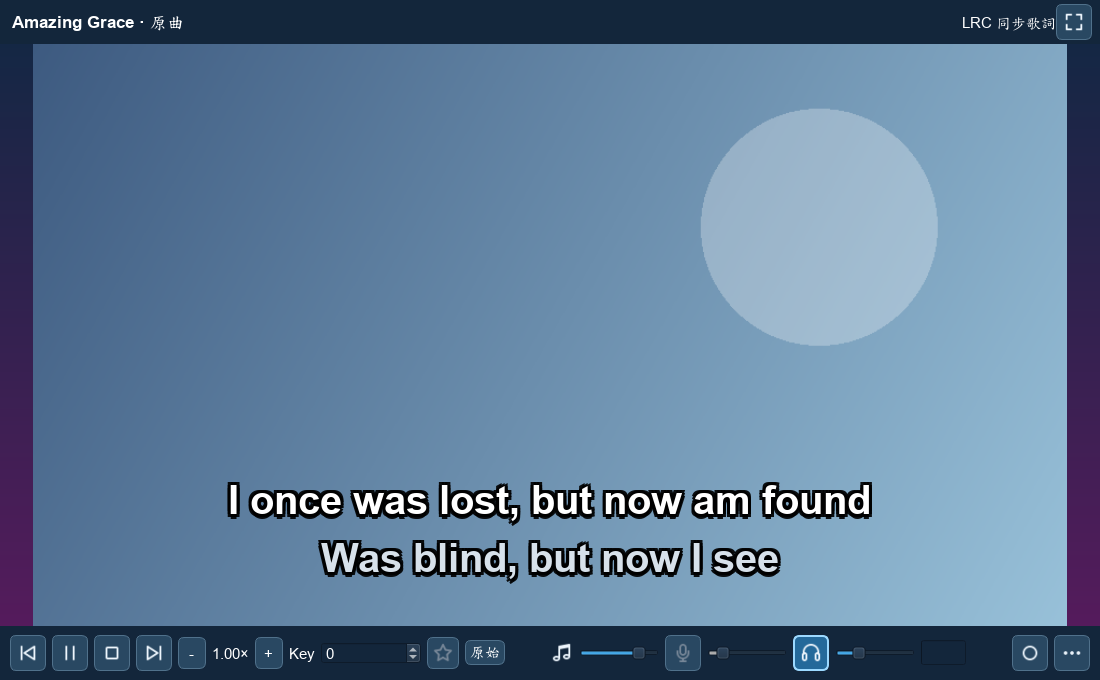 Amazing Grace · 原曲
LRC 同步歌詞
I once was lost, but now am found
Was blind, but now I see
- 1.00× + Key 0 原始